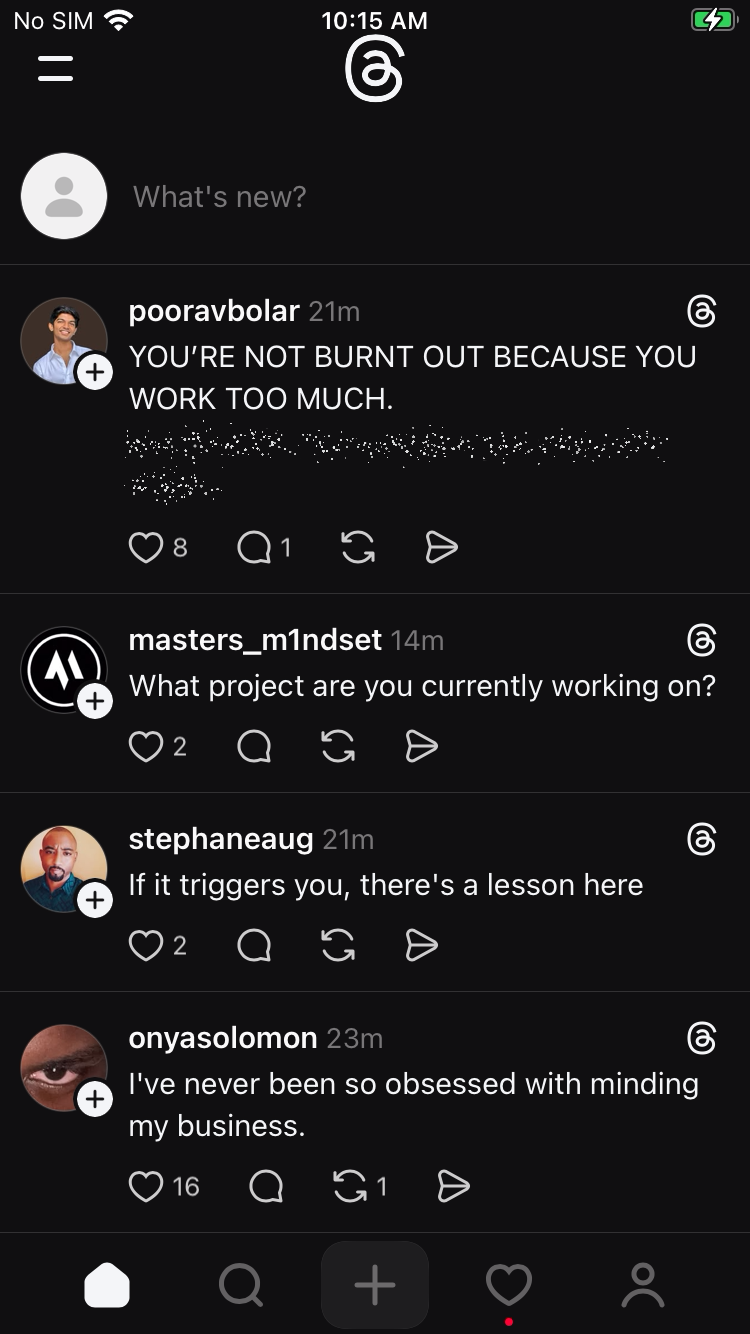 No SIM 10:15 AM
What's new?
pooravbolar 21m
YOU’RE NOT BURNT OUT BECAUSE YOU
WORK TOO MUCH.
8 1
masters_m1ndset 14m
What project are you currently working on?
2
stephaneaug 21m
If it triggers you, there's a lesson here
2
onyasolomon 23m
I've never been so obsessed with minding
my business.
16 1